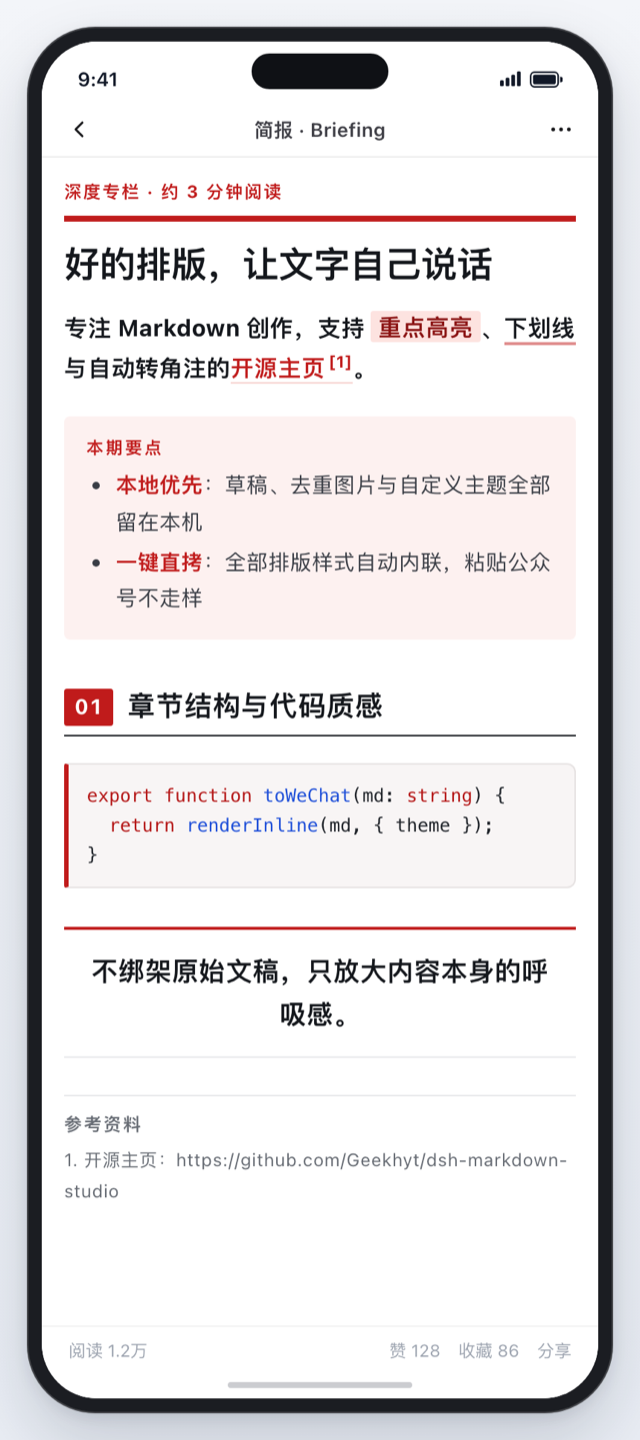 9:41
简报 · Briefing
深度专栏 · 约 3 分钟阅读
好的排版，让文字自己说话
专注 Markdown 创作，支持 重点高亮、下划线
与自动转角注的开源主页[1]。
本期要点
• 本地优先：草稿、去重图片与自定义主题全部
留在本机
• 一键直拷：全部排版样式自动内联，粘贴公众
号不走样
01 章节结构与代码质感
export function toWeChat(md: string) {
  return renderInline(md, { theme });
}
不绑架原始文稿，只放大内容本身的呼
吸感。
参考资料
1. 开源主页：https://github.com/Geekhyt/dsh-markdown-
studio
阅读 1.2万 赞 128 收藏 86 分享